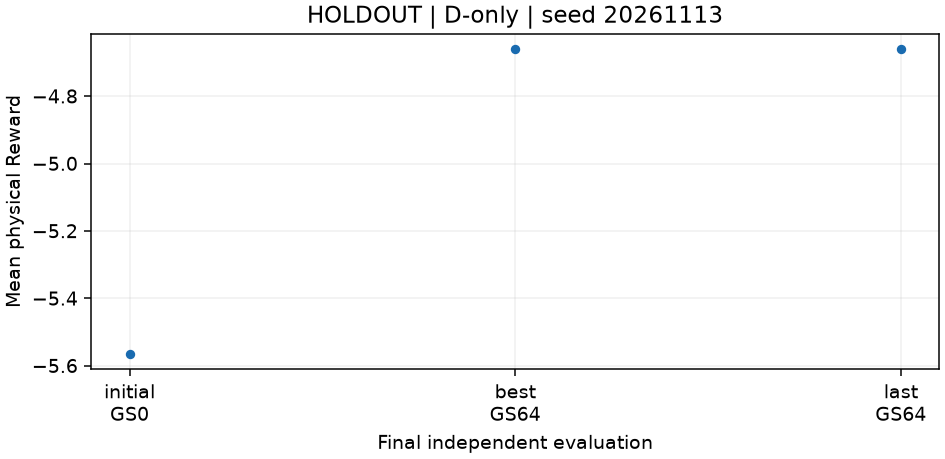 HOLDOUT | D-only | seed 20261113
Mean physical Reward
−4.8
−5.0
−5.2
−5.4
−5.6
initial
GS0
best
GS64
last
GS64
Final independent evaluation